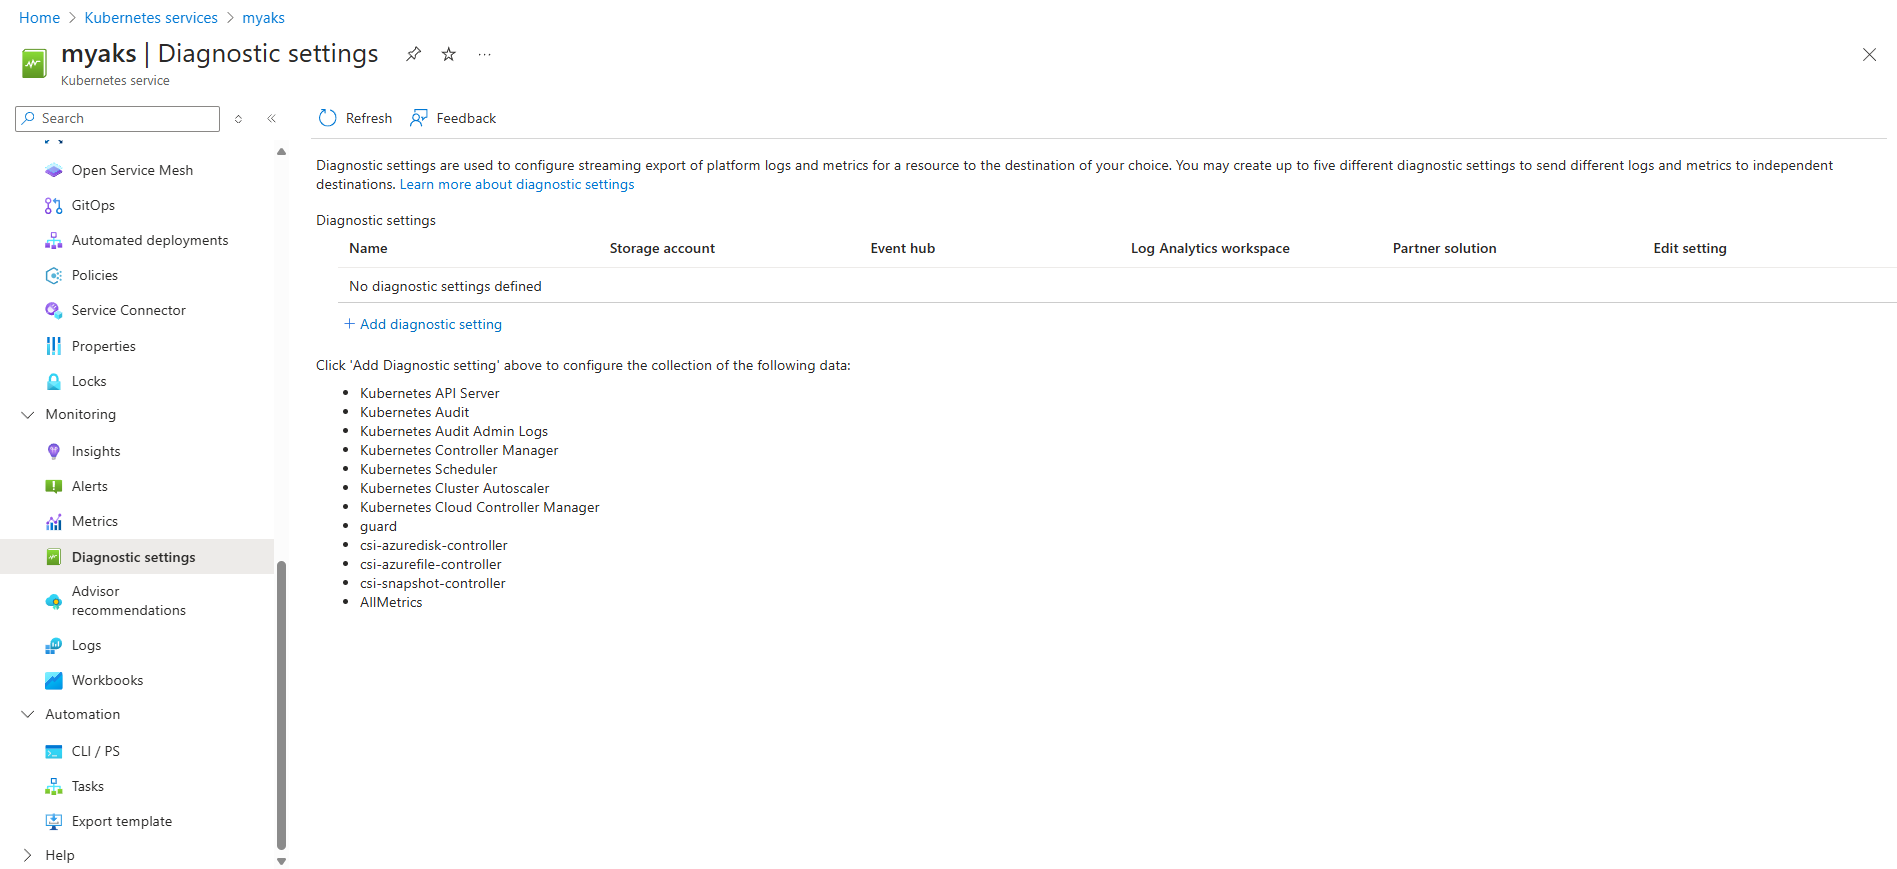 Home > Kubernetes services > myaks
myaks | Diagnostic settings
Kubernetes service
Search
Open Service Mesh
GitOps
Automated deployments
Policies
Service Connector
Properties
Locks
Monitoring
Insights
Alerts
Metrics
Diagnostic settings
Advisor
recommendations
Logs
Workbooks
Automation
CLI / PS
Tasks
Export template
Help
Refresh Feedback
Diagnostic settings are used to configure streaming export of platform logs and metrics for a resource to the destination of your choice. You may create up to five different diagnostic settings to send different logs and metrics to independent
destinations. Learn more about diagnostic settings
Diagnostic settings
Name Storage account Event hub Log Analytics workspace Partner solution Edit setting
No diagnostic settings defined
+ Add diagnostic setting
Click 'Add Diagnostic setting' above to configure the collection of the following data:
• Kubernetes API Server
• Kubernetes Audit
• Kubernetes Audit Admin Logs
• Kubernetes Controller Manager
• Kubernetes Scheduler
• Kubernetes Cluster Autoscaler
• Kubernetes Cloud Controller Manager
• guard
• csi-azuredisk-controller
• csi-azurefile-controller
• csi-snapshot-controller
• AllMetrics